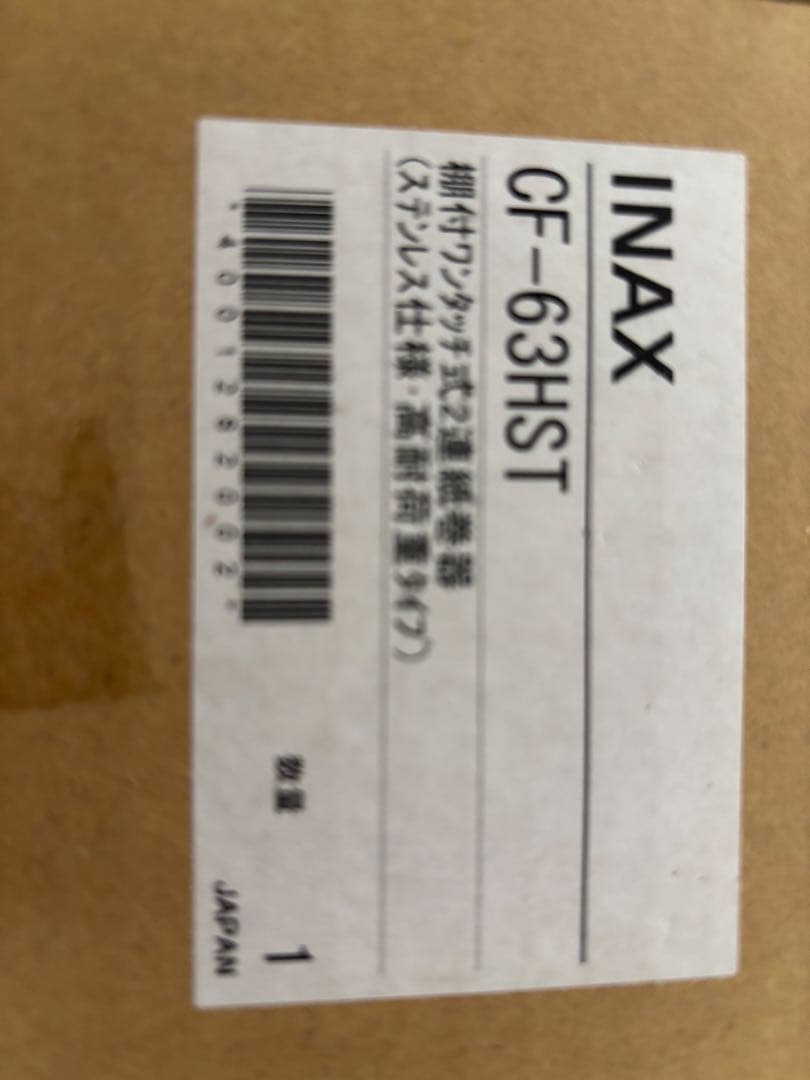 INAX
CF-63HST
棚付ワンタッチ式2連紙巻器
(ステンレス仕様・高耐荷重タイプ)
数量 1
JAPAN